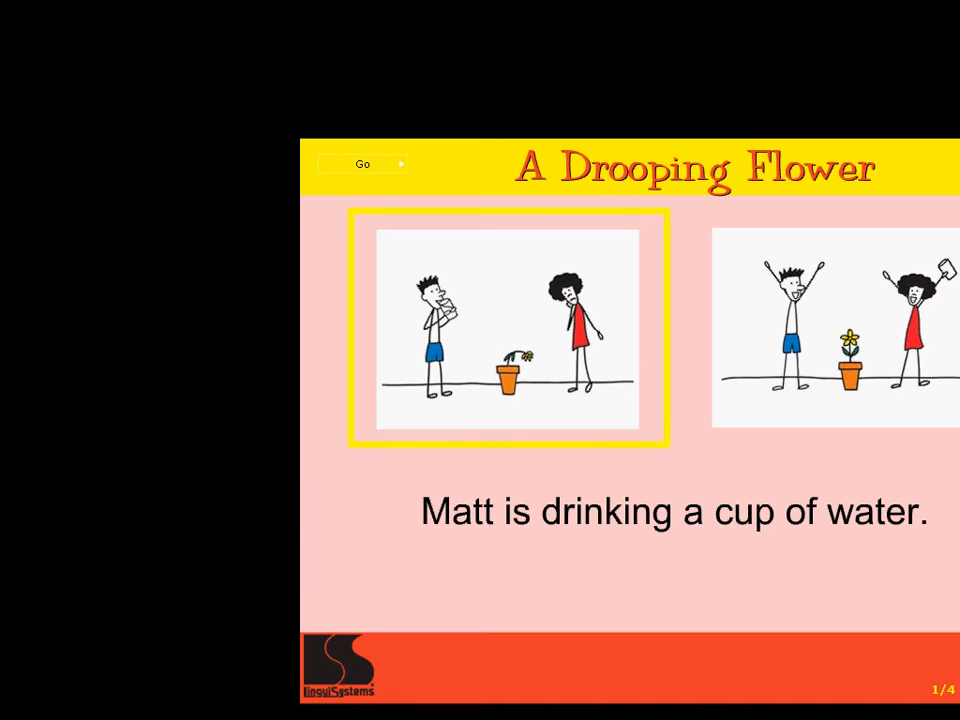 Go
A Drooping Flower
Matt is drinking a cup of water.
LinguiSystems
1/4